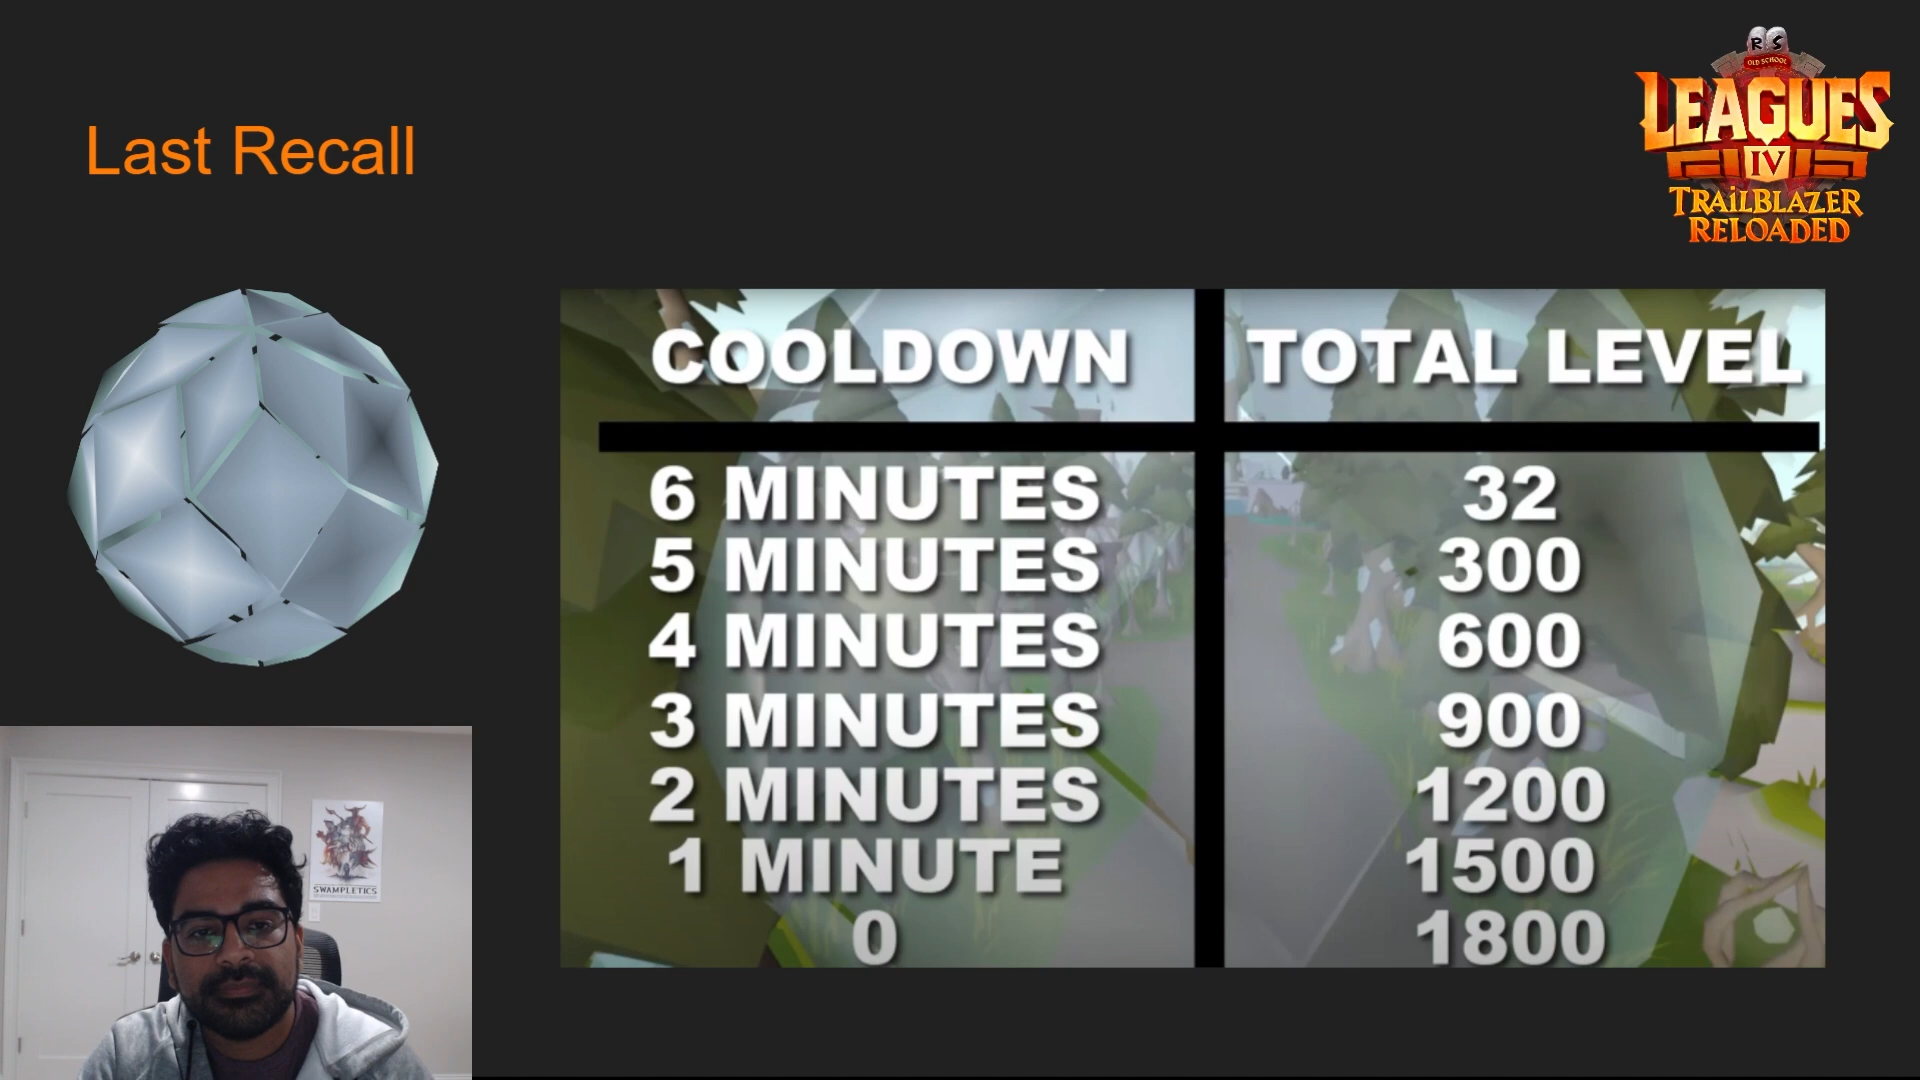 Last Recall
RS
OLD SCHOOL
LEAGUES
IV
TRAILBLAZER
RELOADED
COOLDOWN TOTAL LEVEL
6 MINUTES 32
5 MINUTES 300
4 MINUTES 600
3 MINUTES 900
2 MINUTES 1200
1 MINUTE 1500
0 1800
SWAMPLETICS